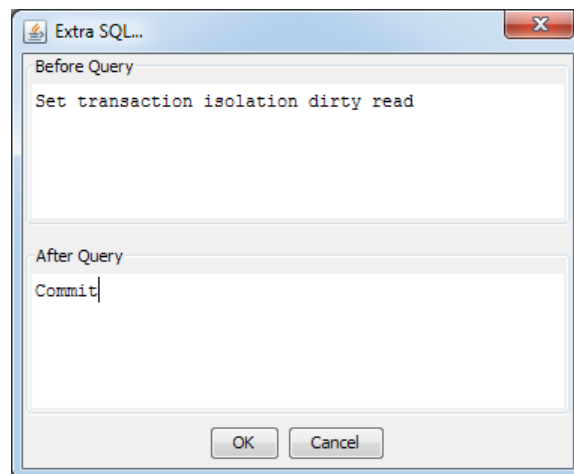 Extra SQL...
Before Query
Set transaction isolation dirty read
After Query
Commit
OK Cancel